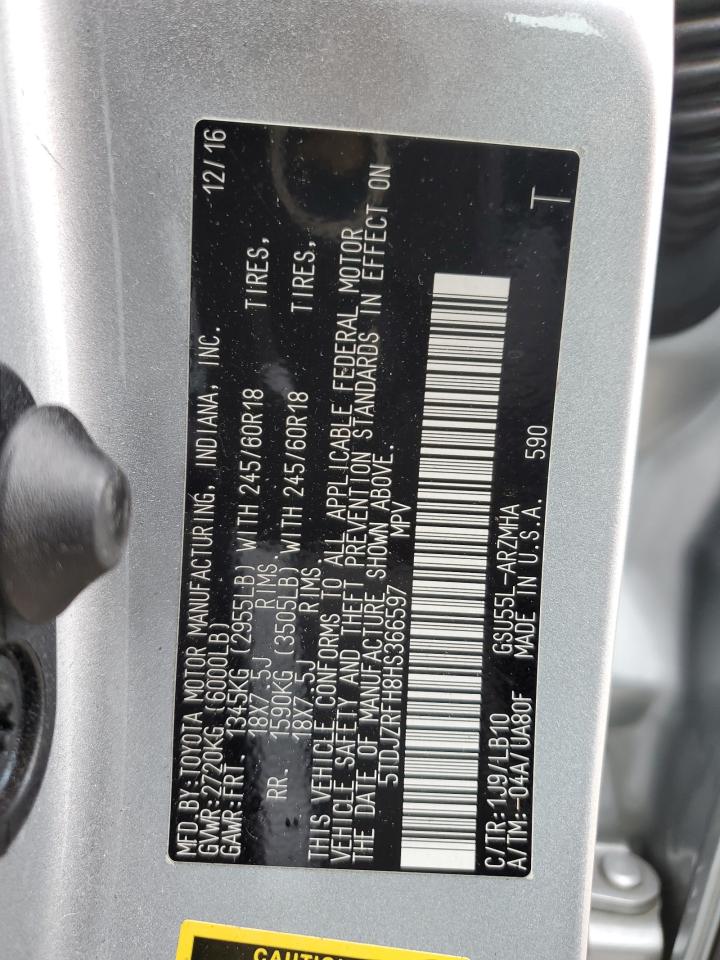 MFD.BY:TOYOTA MOTOR MANUFACTURING, INDIANA, INC. 12/16
GVWR:2720KG (6000LB)
GAWR:FRT. 1345KG (2955LB) WITH 245/60R18 TIRES,
18X7.5J RIMS.
RR. 1590KG (3505LB) WITH 245/60R18 TIRES,
18X7.5J RIMS.
THIS VEHICLE CONFORMS TO ALL APPLICABLE FEDERAL MOTOR
VEHICLE SAFETY AND THEFT PREVENTION STANDARDS IN EFFECT ON
THE DATE OF MANUFACTURE SHOWN ABOVE.
5TDJZRFH8HS366597 MPV
C/TR:1J9/LB10 GSU55L-ARZMHA
A/TM:-04A/UA80F MADE IN U.S.A. 590 T
CAUTION